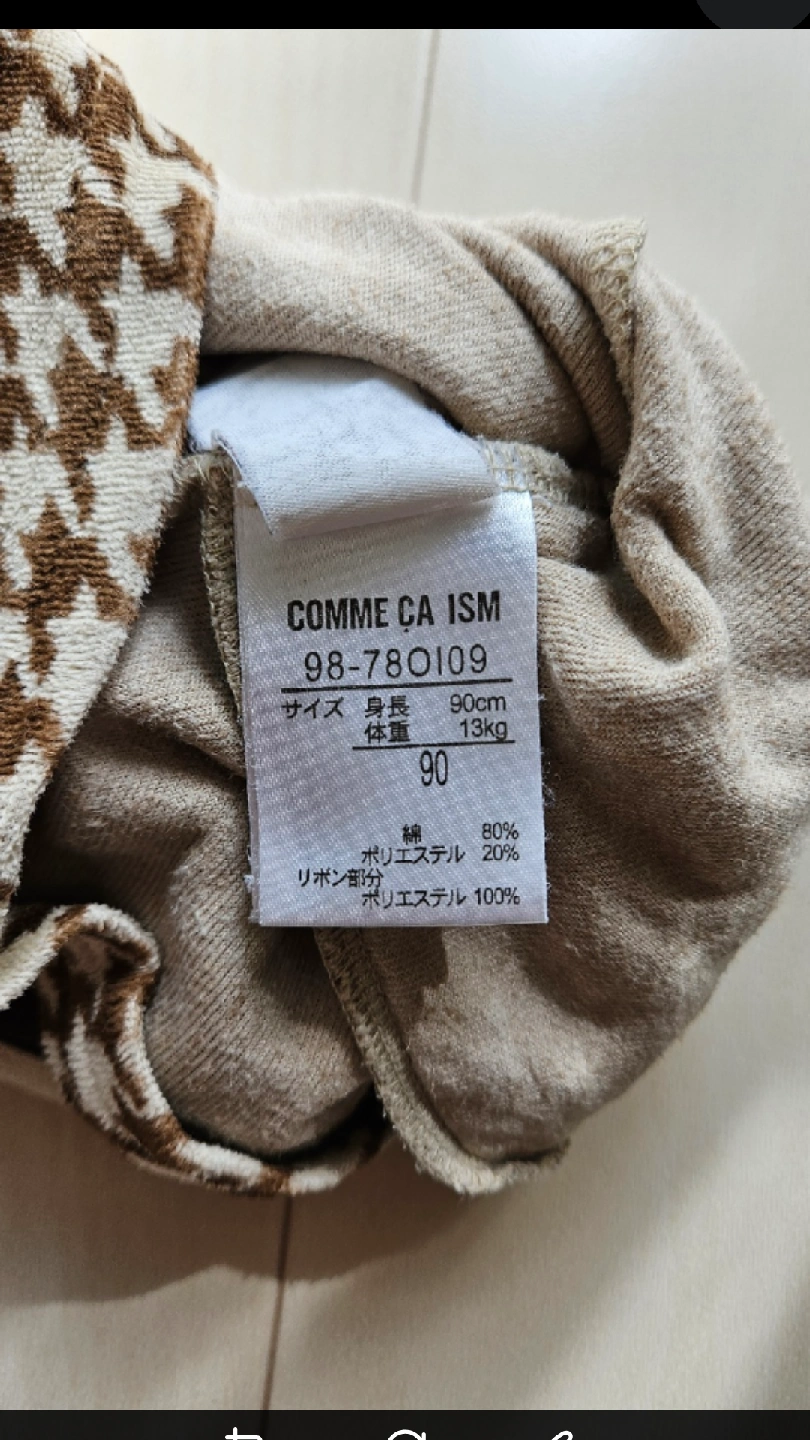 COMME ÇA ISM
98-78OI09
サイズ 身長 90cm
体重 13kg
90
綿 80%
ポリエステル 20%
リボン部分
ポリエステル 100%